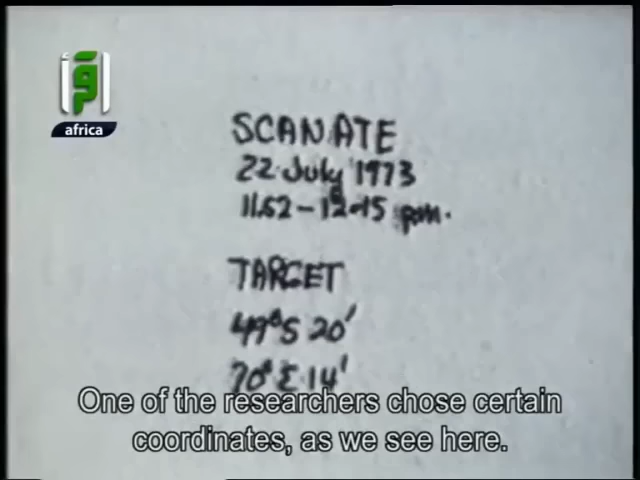 اقرأ
africa
SCANATE
22 July 1973
11.52 - 12.15 p.m.
TARGET
49° S 20'
70° E 14'
One of the researchers chose certain
coordinates, as we see here.